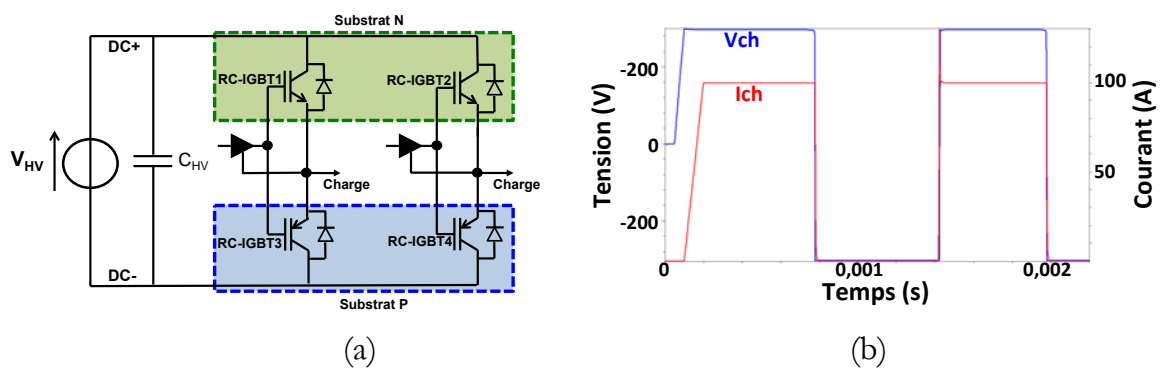 Substrat N
DC+
RC-IGBT1
RC-IGBT2
V_HV
C_HV
Charge
Charge
RC-IGBT3
RC-IGBT4
DC-
Substrat P
(a)
Tension (V)
-200
0
-200
Vch
Ich
100
50
Courant (A)
0
0,001
0,002
Temps (s)
(b)